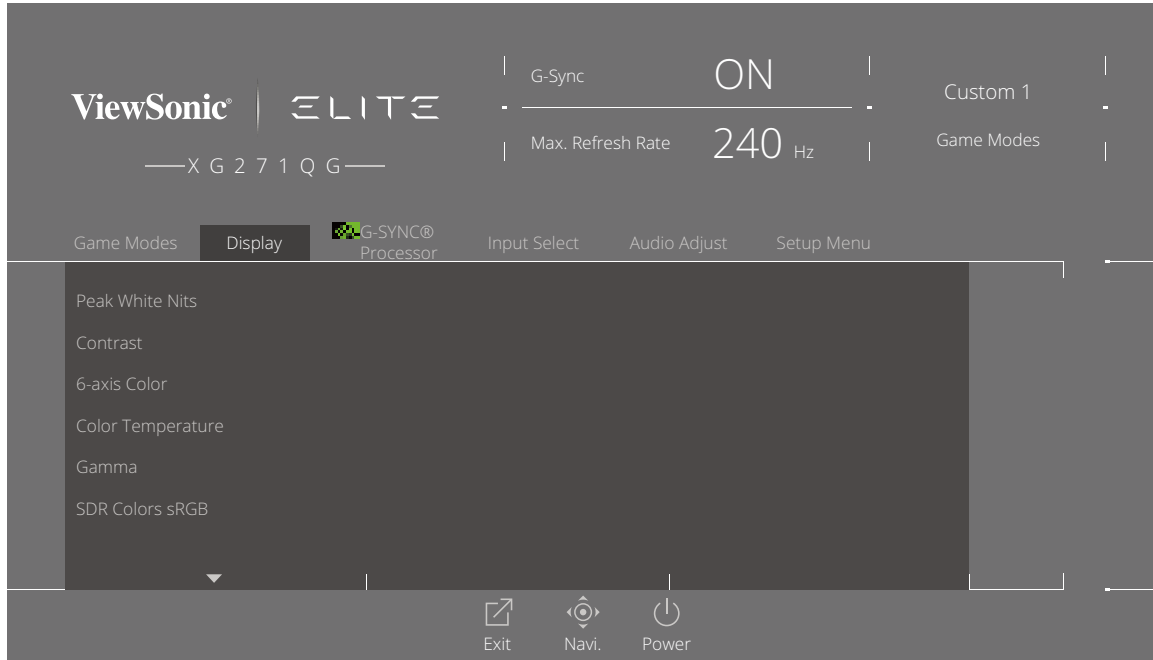 ViewSonic® ELITE
XG271QG
G-Sync ON
Max. Refresh Rate 240 Hz
Custom 1
Game Modes
Game Modes
Display
G-SYNC®
Processor
Input Select
Audio Adjust
Setup Menu
Peak White Nits
Contrast
6-axis Color
Color Temperature
Gamma
SDR Colors sRGB
Exit
Navi.
Power